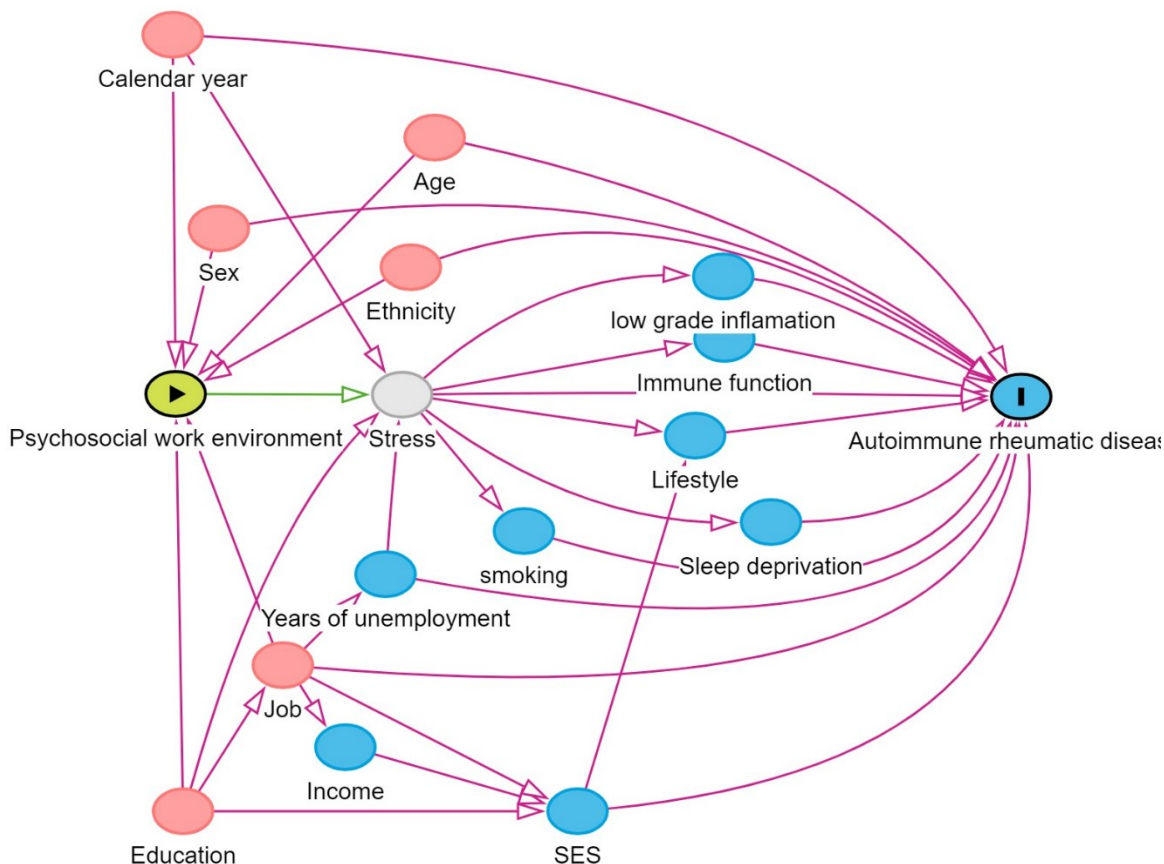 Calendar year
Age
Sex
Ethnicity
low grade inflamation
Immune function
Psychosocial work environment
Stress
Autoimmune rheumatic diseas
Lifestyle
smoking
Sleep deprivation
Years of unemployment
Job
Income
Education
SES